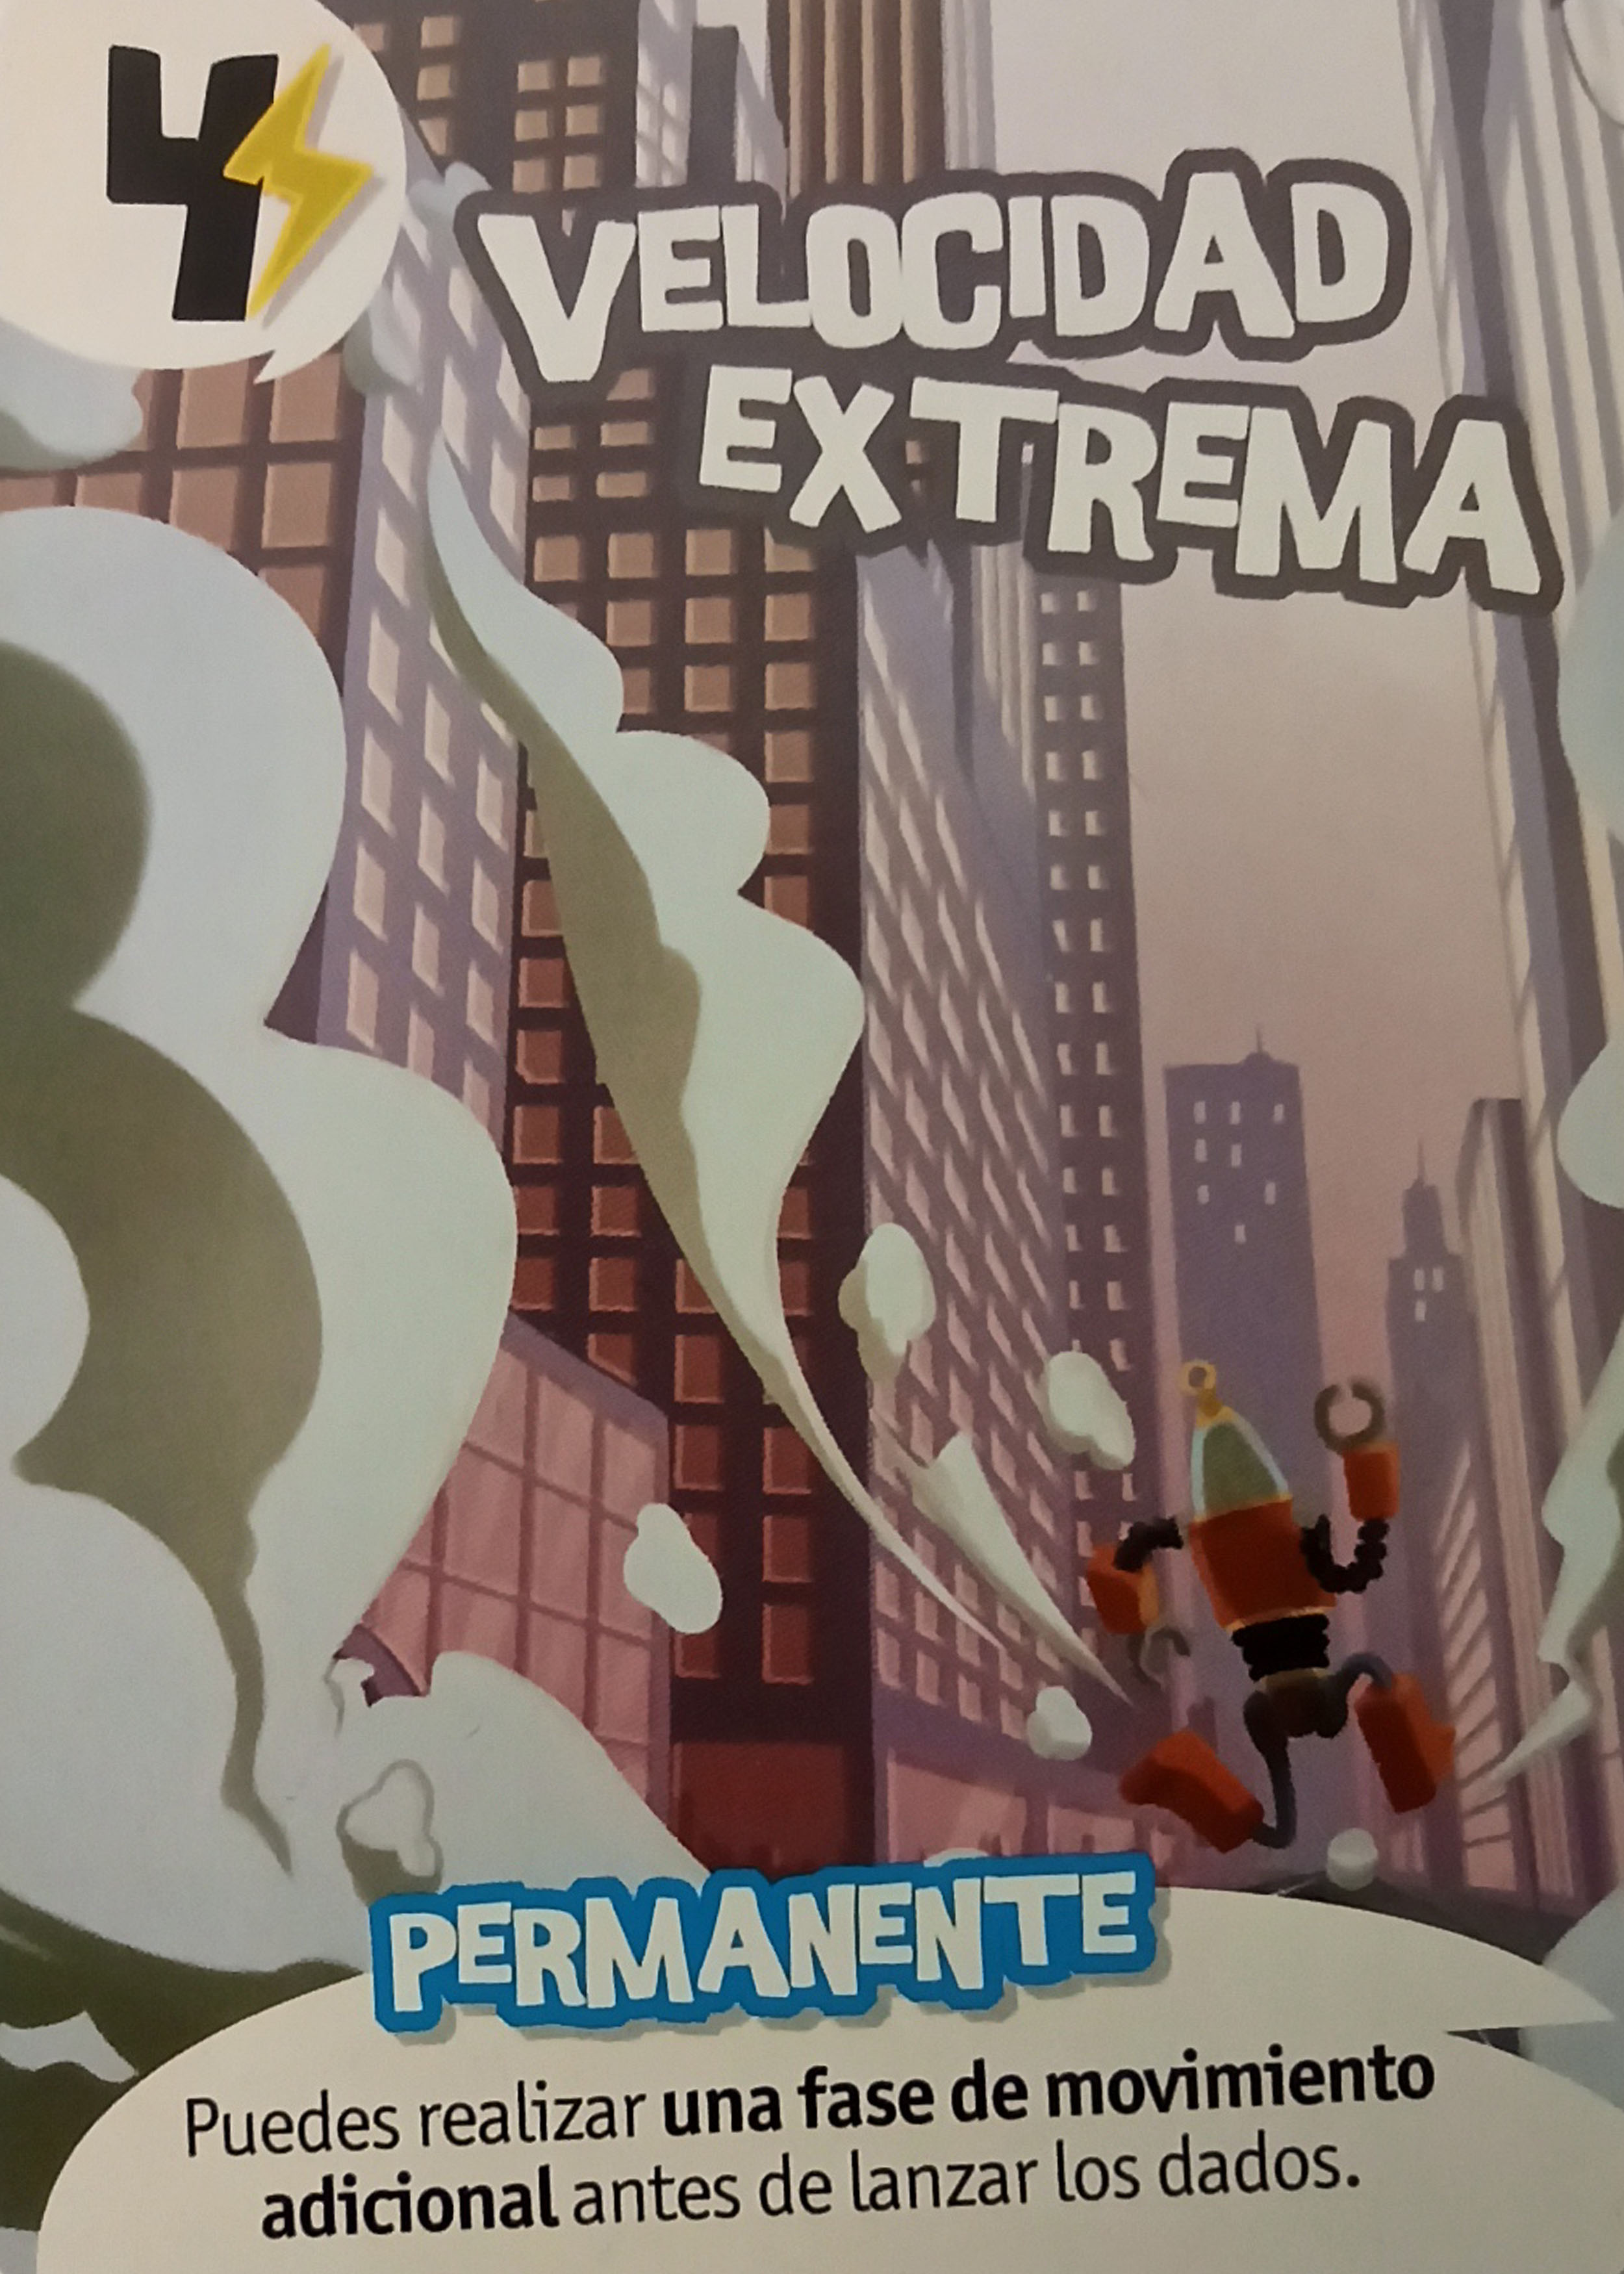 4
VELOCIDAD
EXTREMA
PERMANENTE
Puedes realizar una fase de movimiento
adicional antes de lanzar los dados.